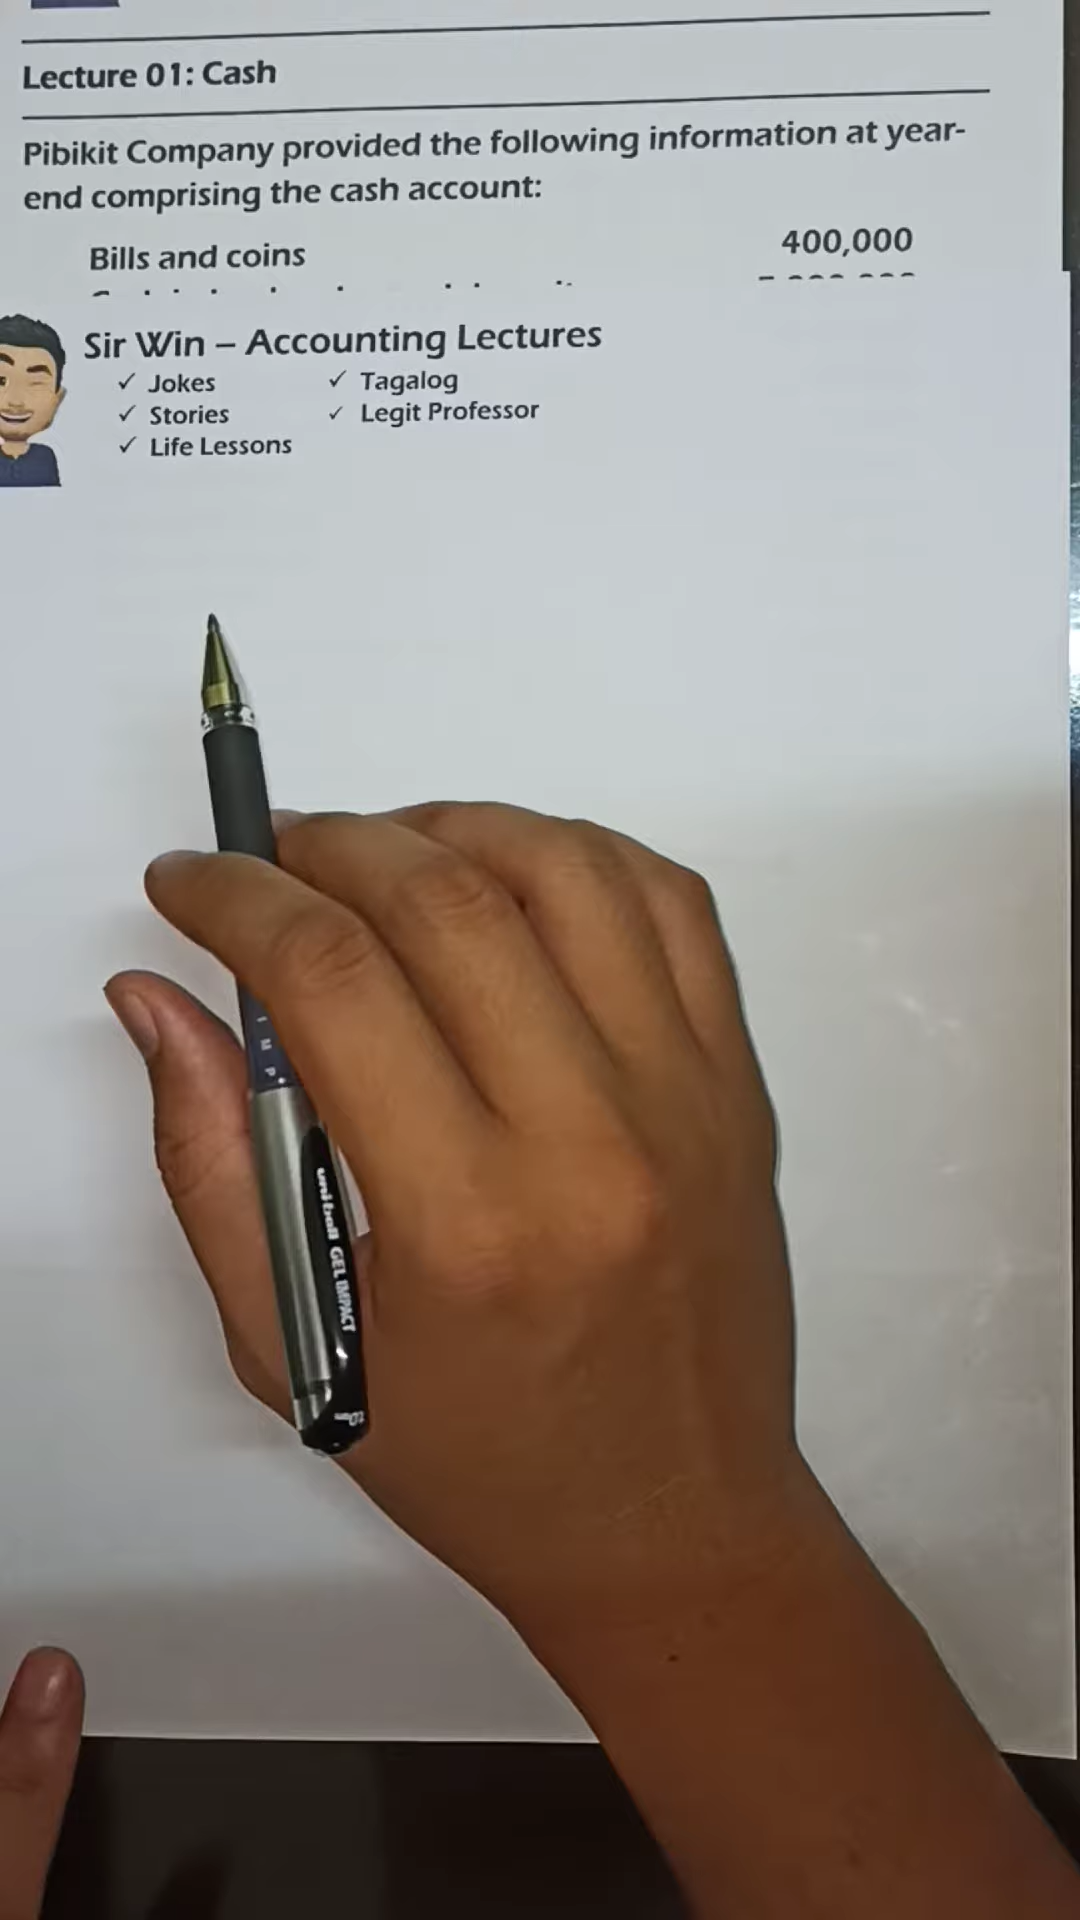 Lecture 01: Cash
Pibikit Company provided the following information at year-
end comprising the cash account:
Bills and coins 400,000
Sir Win – Accounting Lectures
✓ Jokes ✓ Tagalog
✓ Stories ✓ Legit Professor
✓ Life Lessons
I M P
uni-ball GEL IMPACT